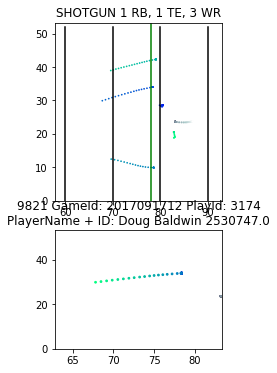 SHOTGUN 1 RB, 1 TE, 3 WR
50
40
30
20
10
0
60 70 80 90
9821 GameId: 2017091712 PlayId: 3174
PlayerName + ID: Doug Baldwin 2530747.0
40
20
0
65 70 75 80